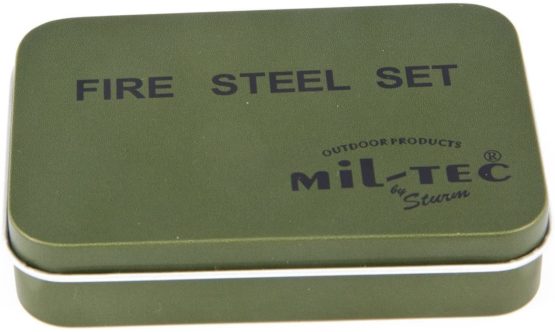 FIRE STEEL SET
OUTDOOR PRODUCTS
MiL-TEC®
by Sturm